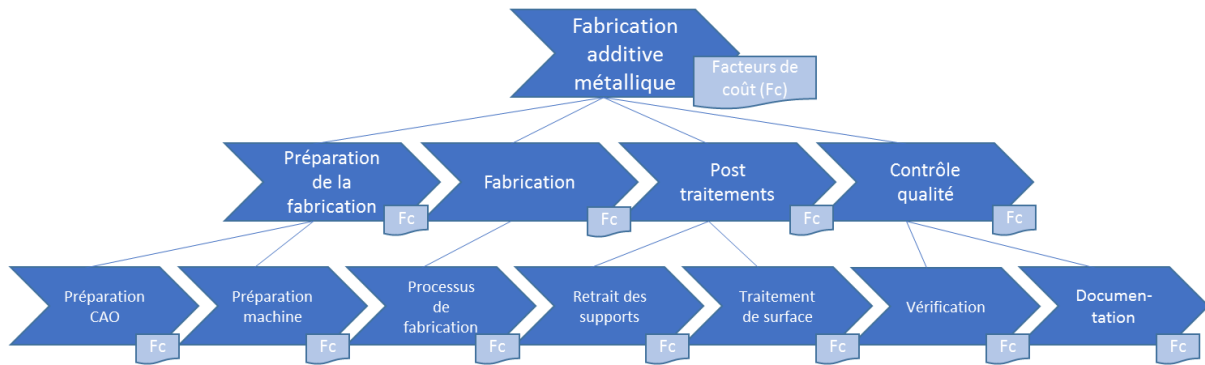 Fabrication
additive
métallique
Facteurs de
coût (Fc)
Préparation
de la
fabrication
Fc
Fabrication
Fc
Post
traitements
Fc
Contrôle
qualité
Fc
Préparation
CAO
Fc
Préparation
machine
Fc
Processus
de
fabrication
Fc
Retrait des
supports
Fc
Traitement
de surface
Fc
Vérification
Fc
Documen-
tation
Fc